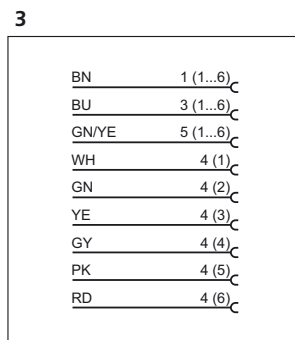 3
BN 1 (1...6)
BU 3 (1...6)
GN/YE 5 (1...6)
WH 4 (1)
GN 4 (2)
YE 4 (3)
GY 4 (4)
PK 4 (5)
RD 4 (6)